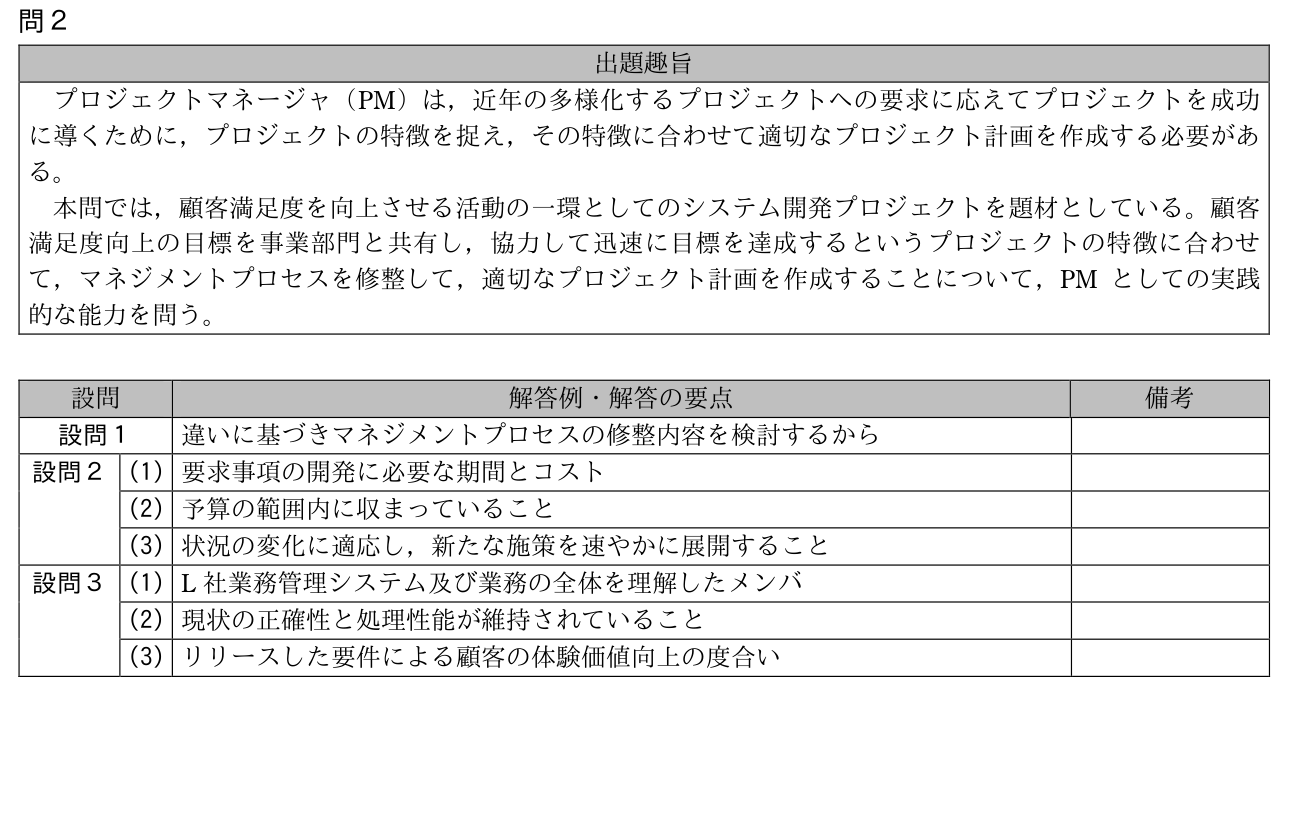 問２
出題趣旨
プロジェクトマネージャ（PM）は，近年の多様化するプロジェクトへの要求に応えてプロジェクトを成功
に導くために，プロジェクトの特徴を捉え，その特徴に合わせて適切なプロジェクト計画を作成する必要があ
る。
本問では，顧客満足度を向上させる活動の一環としてのシステム開発プロジェクトを題材としている。顧客
満足度向上の目標を事業部門と共有し，協力して迅速に目標を達成するというプロジェクトの特徴に合わせ
て，マネジメントプロセスを修整して，適切なプロジェクト計画を作成することについて，PM としての実践
的な能力を問う。
設問 解答例・解答の要点 備考
設問１ 違いに基づきマネジメントプロセスの修整内容を検討するから
設問２ (1) 要求事項の開発に必要な期間とコスト
(2) 予算の範囲内に収まっていること
(3) 状況の変化に適応し，新たな施策を速やかに展開すること
設問３ (1) L 社業務管理システム及び業務の全体を理解したメンバ
(2) 現状の正確性と処理性能が維持されていること
(3) リリースした要件による顧客の体験価値向上の度合い